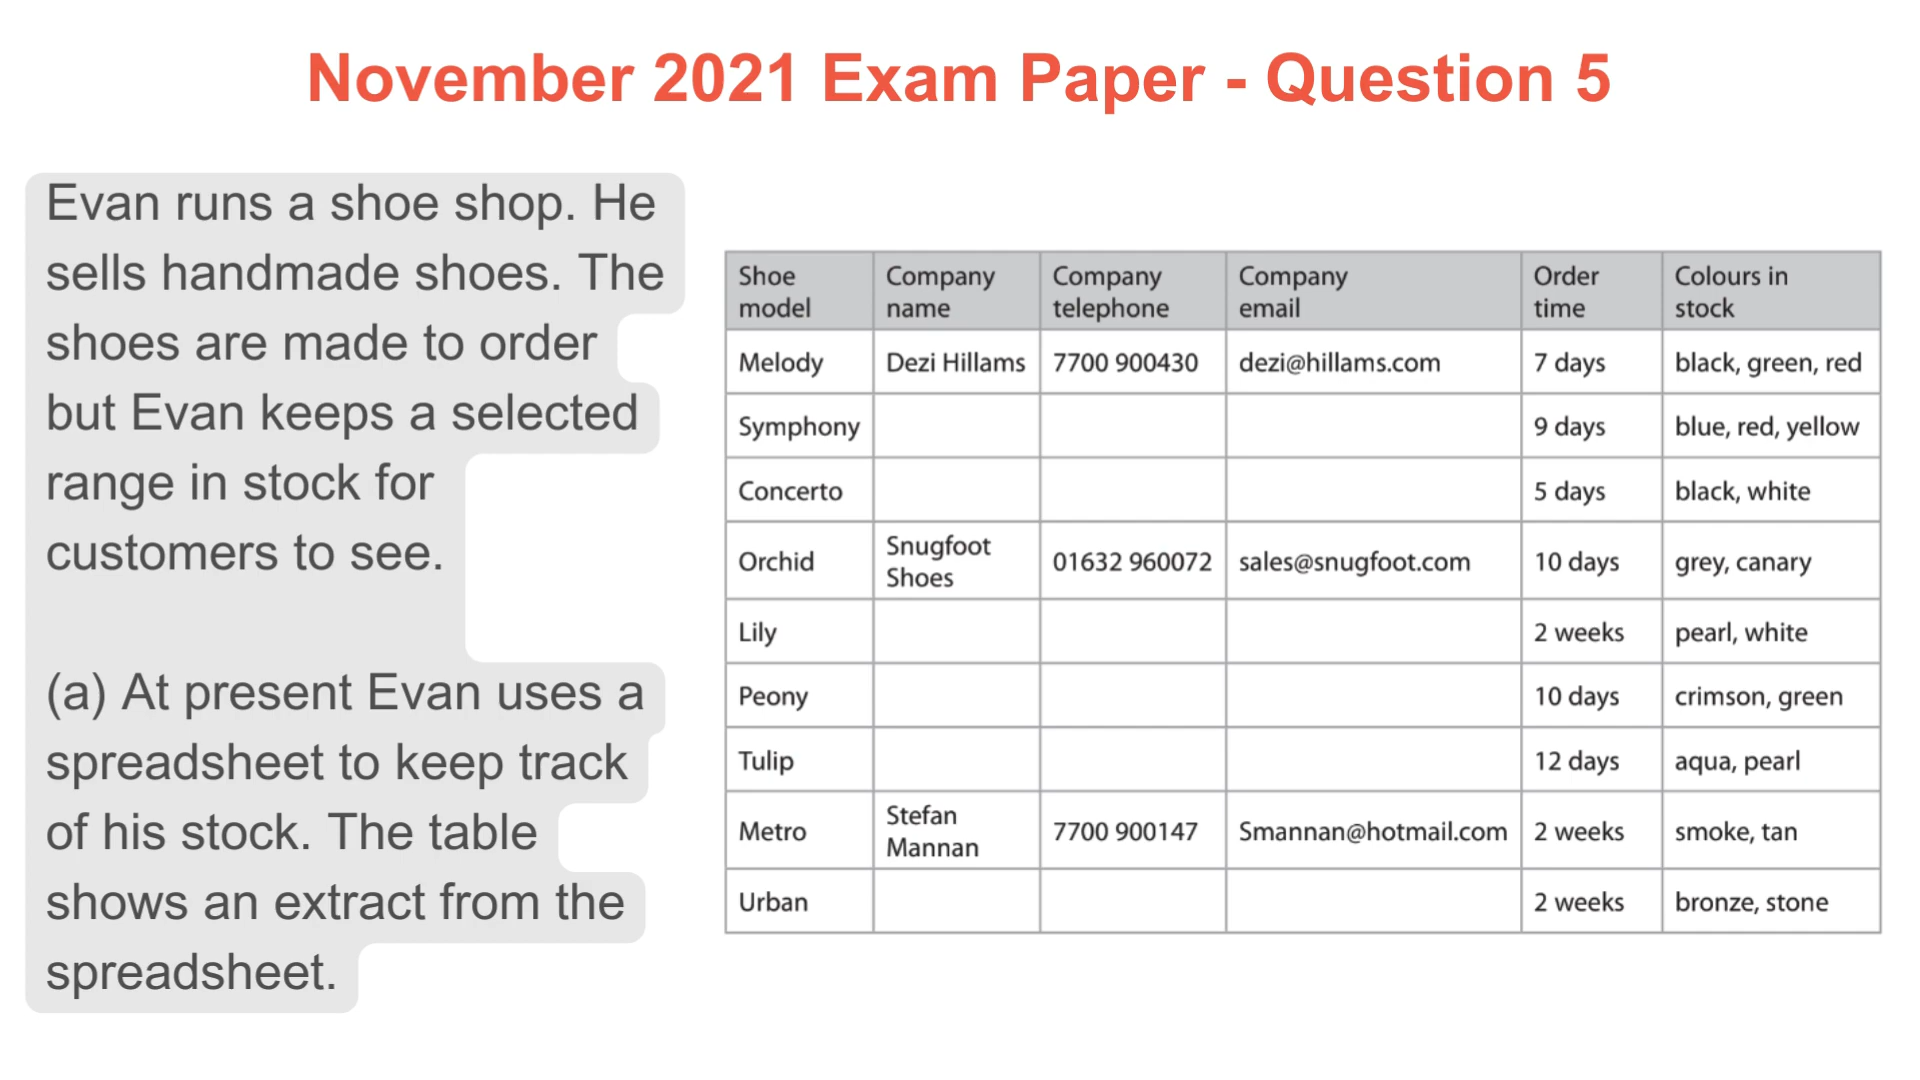 November 2021 Exam Paper - Question 5
Evan runs a shoe shop. He
sells handmade shoes. The
shoes are made to order
but Evan keeps a selected
range in stock for
customers to see.
(a) At present Evan uses a
spreadsheet to keep track
of his stock. The table
shows an extract from the
spreadsheet.
Shoe model Company name Company telephone Company email Order time Colours in stock
Melody Dezi Hillams 7700 900430 dezi@hillams.com 7 days black, green, red
Symphony 9 days blue, red, yellow
Concerto 5 days black, white
Orchid Snugfoot Shoes 01632 960072 sales@snugfoot.com 10 days grey, canary
Lily 2 weeks pearl, white
Peony 10 days crimson, green
Tulip 12 days aqua, pearl
Metro Stefan Mannan 7700 900147 Smannan@hotmail.com 2 weeks smoke, tan
Urban 2 weeks bronze, stone